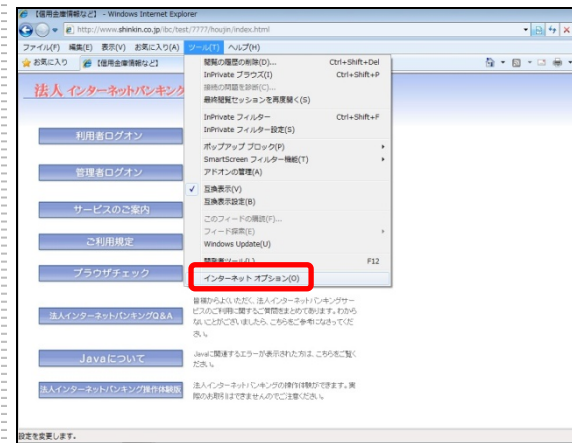 【信用金庫情報など】 - Windows Internet Explorer
http://www.shinkin.co.jp/ibc/test/7777/houjin/index.html
ファイル(F) 編集(E) 表示(V) お気に入り(A) ツール(T) ヘルプ(H)
お気に入り 【信用金庫情報など】
閲覧の履歴の削除(D)... Ctrl+Shift+Del
InPrivate ブラウズ(I) Ctrl+Shift+P
接続の問題を診断(C)...
最終閲覧セッションを再度開く(S)
InPrivate フィルター Ctrl+Shift+F
InPrivate フィルター設定(S)
ポップアップ ブロック(P)
SmartScreen フィルター機能(T)
アドオンの管理(A)
互換表示(V)
互換表示設定(B)
このフィードの購読(F)...
フィード探索(E)
Windows Update(U)
開発者ツール(L) F12
インターネット オプション(O)
法人 インターネットバンキング
利用者ログオン
管理者ログオン
サービスのご案内
ご利用規定
ブラウザチェック
法人インターネットバンキングQ&A
皆様からよくいただく、法人インターネットバンキングサー
ビスのご利用に関するご質問をまとめてあります。わから
ないことがございましたら、こちらをご参考になさってくだ
さい。
Javaについて
Javaに関連するエラーが表示された方は、こちらをご覧く
ださい。
法人インターネットバンキング操作体験版
法人インターネットバンキングの操作体験ができます。実
際のお取引はできませんのでご注意ください。
設定を変更します。